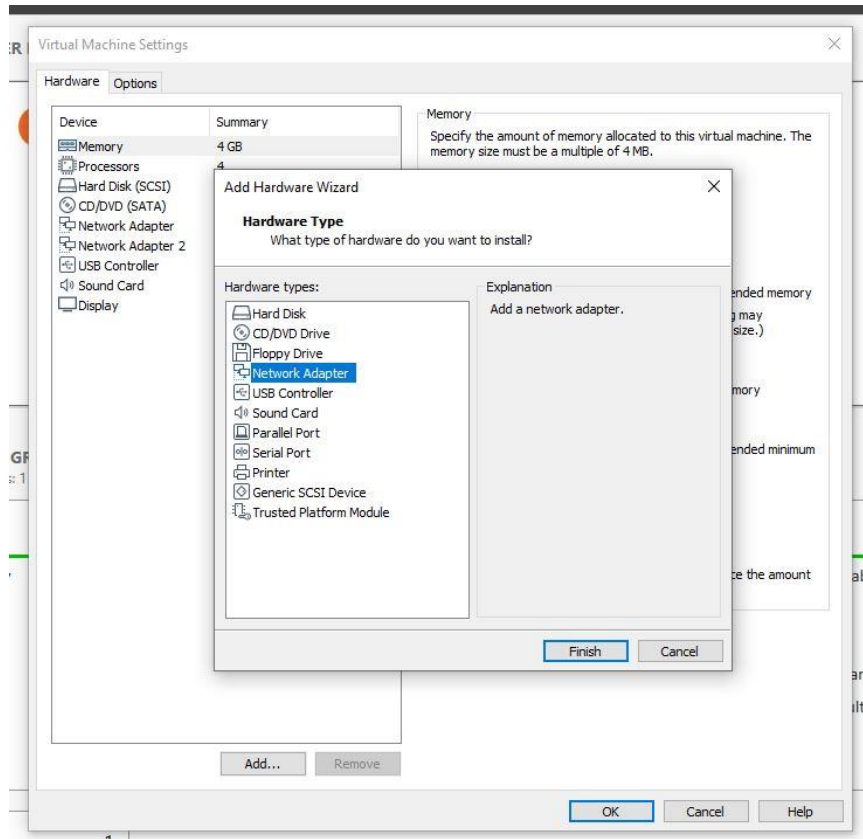 ER
Virtual Machine Settings
Hardware
Options
Device
Summary
Memory
4 GB
Processors
4
Hard Disk (SCSI)
CD/DVD (SATA)
Network Adapter
Network Adapter 2
USB Controller
Sound Card
Display
Add...
Remove
Memory
Specify the amount of memory allocated to this virtual machine. The
memory size must be a multiple of 4 MB.
ended memory
g may
size.)
mory
ended minimum
ce the amount
Add Hardware Wizard
Hardware Type
What type of hardware do you want to install?
Hardware types:
Hard Disk
CD/DVD Drive
Floppy Drive
Network Adapter
USB Controller
Sound Card
Parallel Port
Serial Port
Printer
Generic SCSI Device
Trusted Platform Module
Explanation
Add a network adapter.
Finish
Cancel
OK
Cancel
Help
GR
s: 1